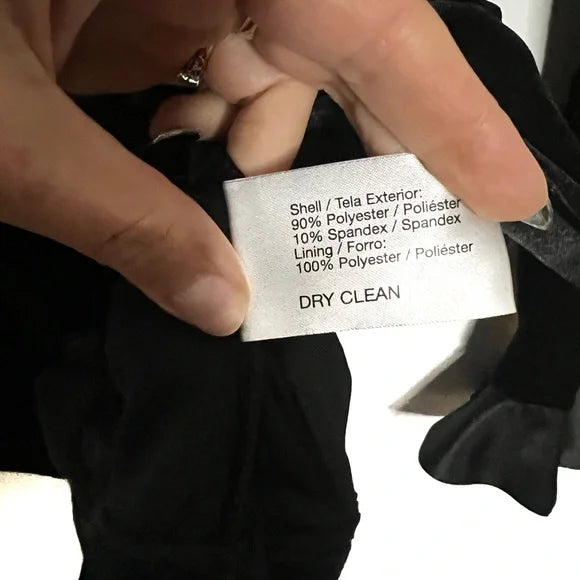 Shell / Tela Exterior:
90% Polyester / Poliéster
10% Spandex / Spandex
Lining / Forro:
100% Polyester / Poliéster
DRY CLEAN